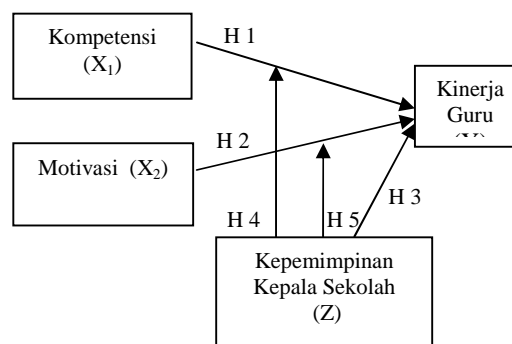 Kompetensi
(X₁)
H 1
Kinerja
Guru
Motivasi (X₂)
H 2
H 3
H 4
H 5
Kepemimpinan
Kepala Sekolah
(Z)